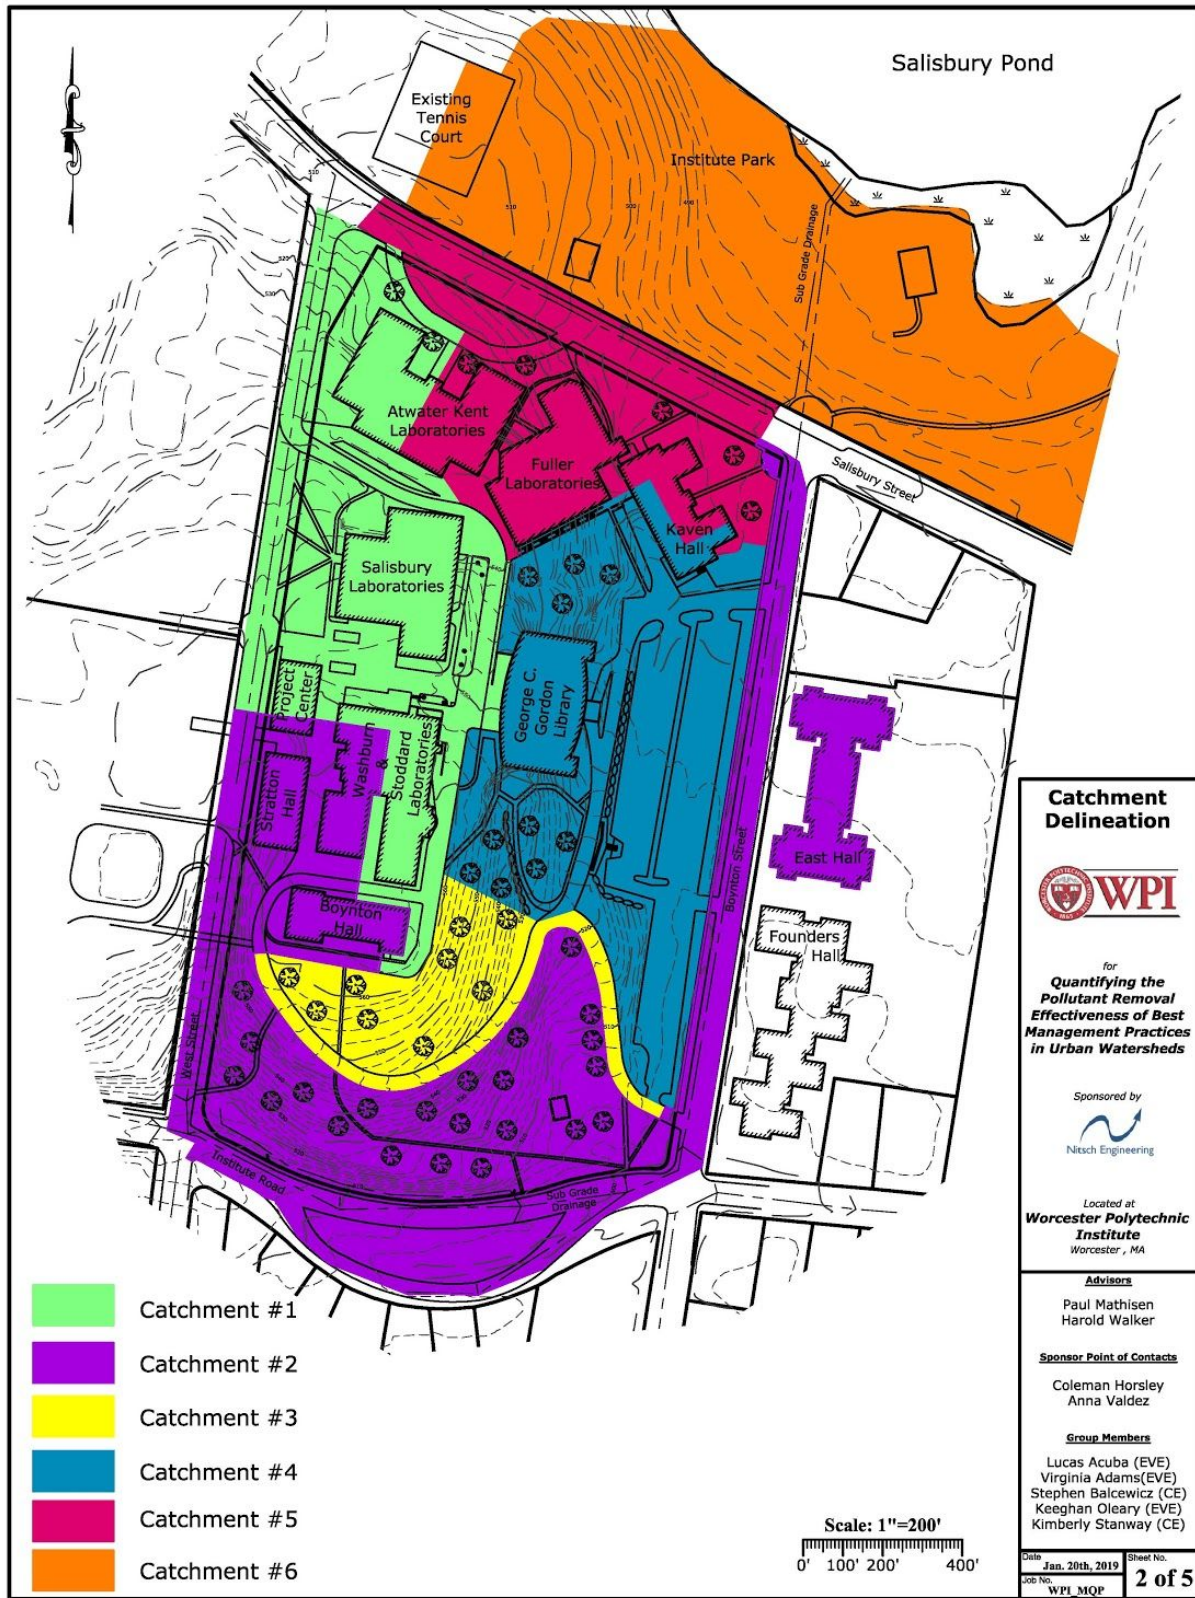 Salisbury Pond
Existing
Tennis
Court
Institute Park
Sub Grade Drainage
510
520
530
510
500
490
Atwater Kent
Laboratories
Fuller
Laboratories
Salisbury
Street
Kaven
Hall
Salisbury
Laboratories
Project
Center
George C.
Gordon
Library
Washburn
&
Stoddard
Laboratories
Stratton
Hall
Boynton Street
East Hall
Boynton
Hall
Founders
Hall
West Street
Institute Road
Sub Grade
Drainage
Catchment
Delineation
WPI
for
Quantifying the
Pollutant Removal
Effectiveness of Best
Management Practices
in Urban Watersheds
Sponsored by
Nitsch Engineering
Located at
Worcester Polytechnic
Institute
Worcester , MA
Advisors
Paul Mathisen
Harold Walker
Sponsor Point of Contacts
Coleman Horsley
Anna Valdez
Group Members
Lucas Acuba (EVE)
Virginia Adams(EVE)
Stephen Balcewicz (CE)
Keeghan Oleary (EVE)
Kimberly Stanway (CE)
Date
Jan. 20th, 2019
Sheet No.
2 of 5
Job No.
WPI_MQP
Catchment #1
Catchment #2
Catchment #3
Catchment #4
Catchment #5
Catchment #6
Scale: 1"=200'
0' 100' 200' 400'